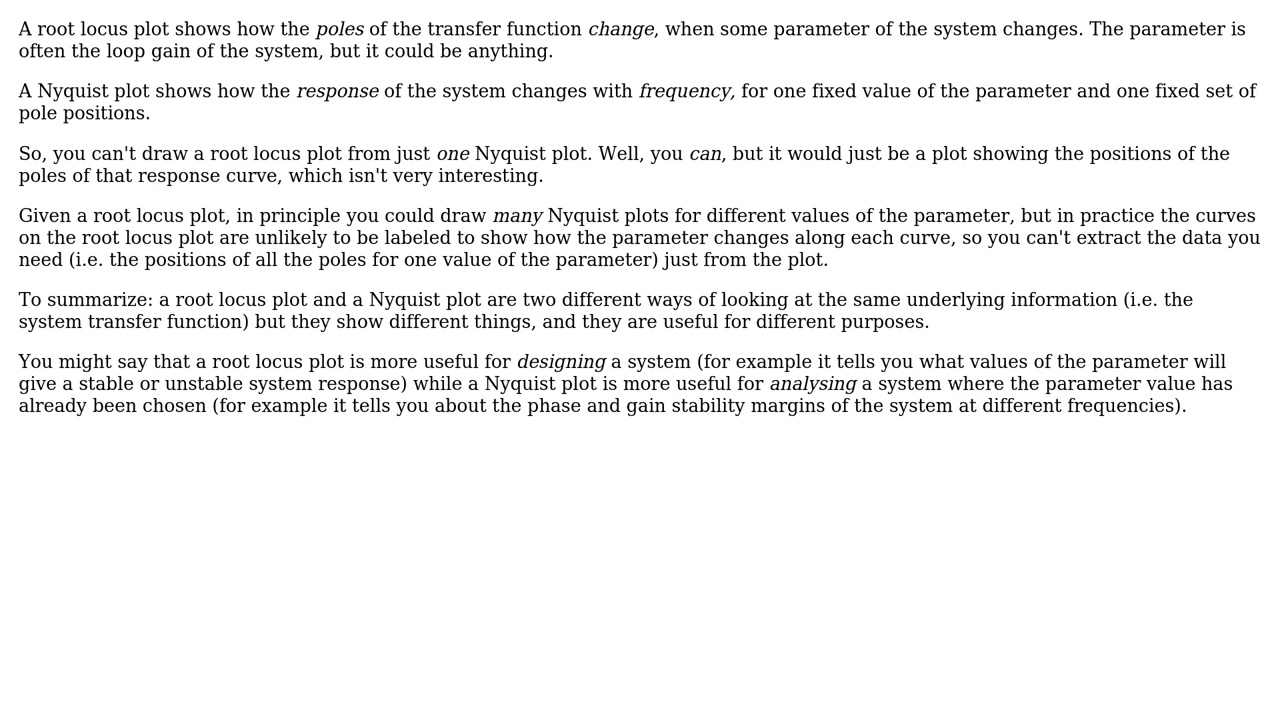 A root locus plot shows how the poles of the transfer function change, when some parameter of the system changes. The parameter is
often the loop gain of the system, but it could be anything.
A Nyquist plot shows how the response of the system changes with frequency, for one fixed value of the parameter and one fixed set of
pole positions.
So, you can't draw a root locus plot from just one Nyquist plot. Well, you can, but it would just be a plot showing the positions of the
poles of that response curve, which isn't very interesting.
Given a root locus plot, in principle you could draw many Nyquist plots for different values of the parameter, but in practice the curves
on the root locus plot are unlikely to be labeled to show how the parameter changes along each curve, so you can't extract the data you
need (i.e. the positions of all the poles for one value of the parameter) just from the plot.
To summarize: a root locus plot and a Nyquist plot are two different ways of looking at the same underlying information (i.e. the
system transfer function) but they show different things, and they are useful for different purposes.
You might say that a root locus plot is more useful for designing a system (for example it tells you what values of the parameter will
give a stable or unstable system response) while a Nyquist plot is more useful for analysing a system where the parameter value has
already been chosen (for example it tells you about the phase and gain stability margins of the system at different frequencies).